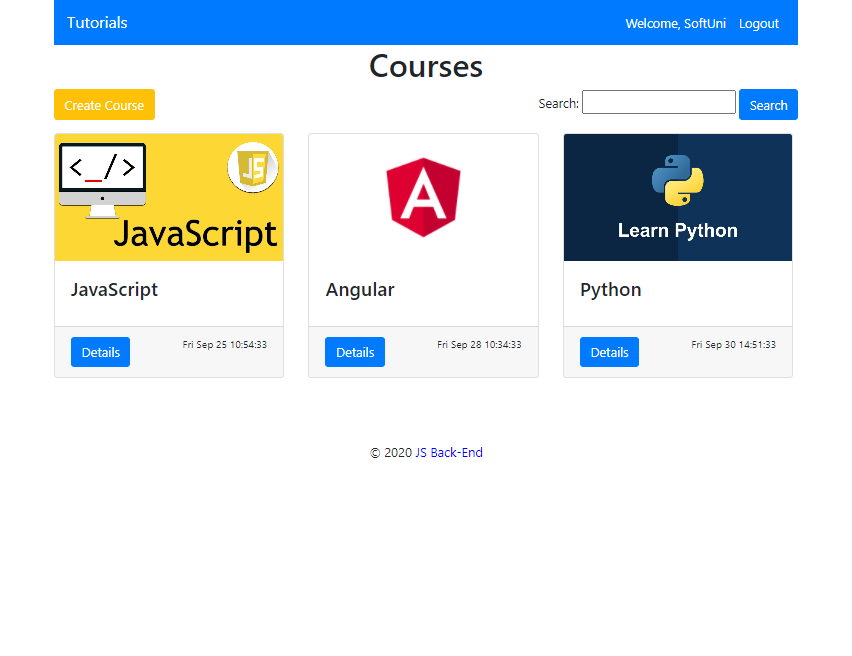 Tutorials
Welcome, SoftUni Logout
Courses
Create Course
Search: Search
< _ / >
JS
JavaScript
A
Learn Python
JavaScript
Angular
Python
Details Fri Sep 25 10:54:33
Details Fri Sep 28 10:34:33
Details Fri Sep 30 14:51:33
© 2020 JS Back-End